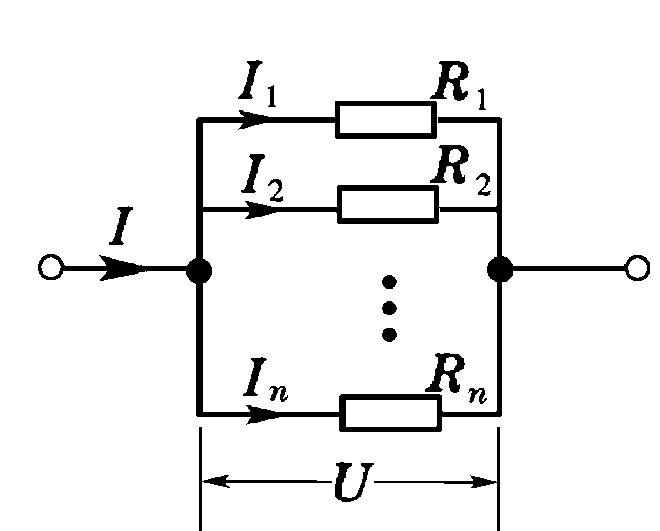 I₁ R₁
I₂ R₂
I
Iₙ Rₙ
U